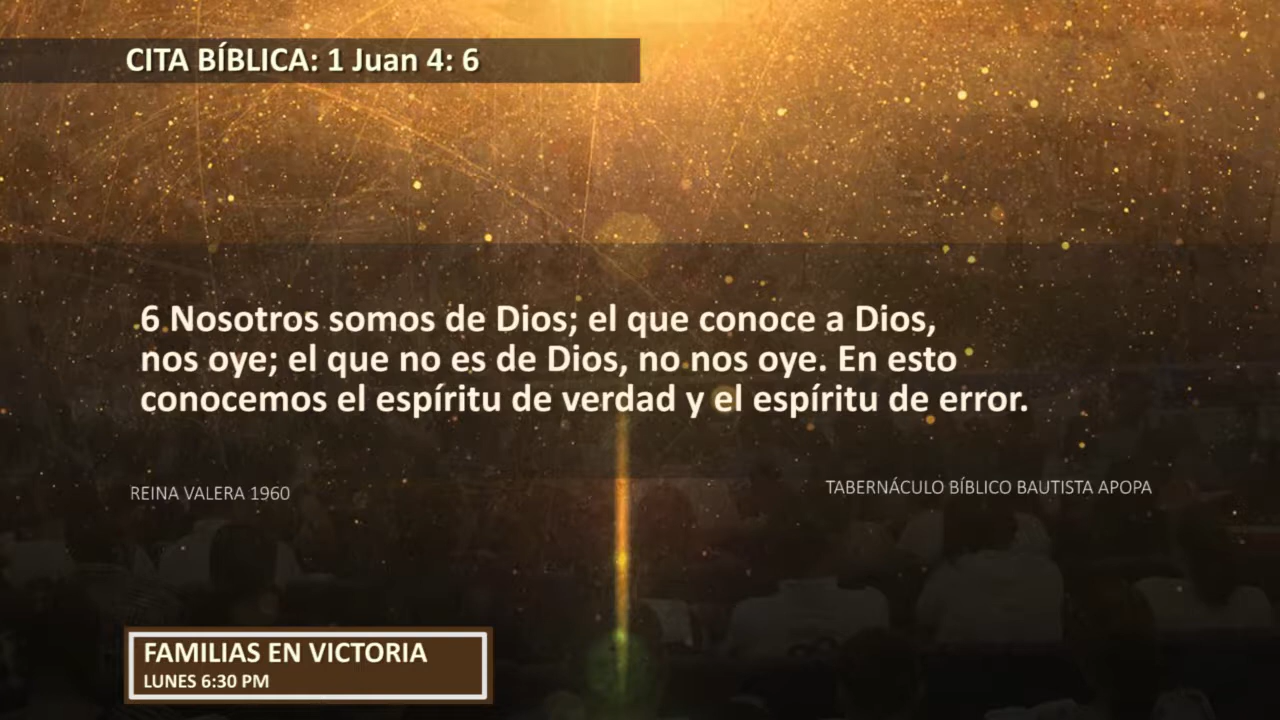 CITA BÍBLICA: 1 Juan 4: 6
6 Nosotros somos de Dios; el que conoce a Dios,
nos oye; el que no es de Dios, no nos oye. En esto
conocemos el espíritu de verdad y el espíritu de error.
REINA VALERA 1960
TABERNÁCULO BÍBLICO BAUTISTA APOPA
FAMILIAS EN VICTORIA
LUNES 6:30 PM